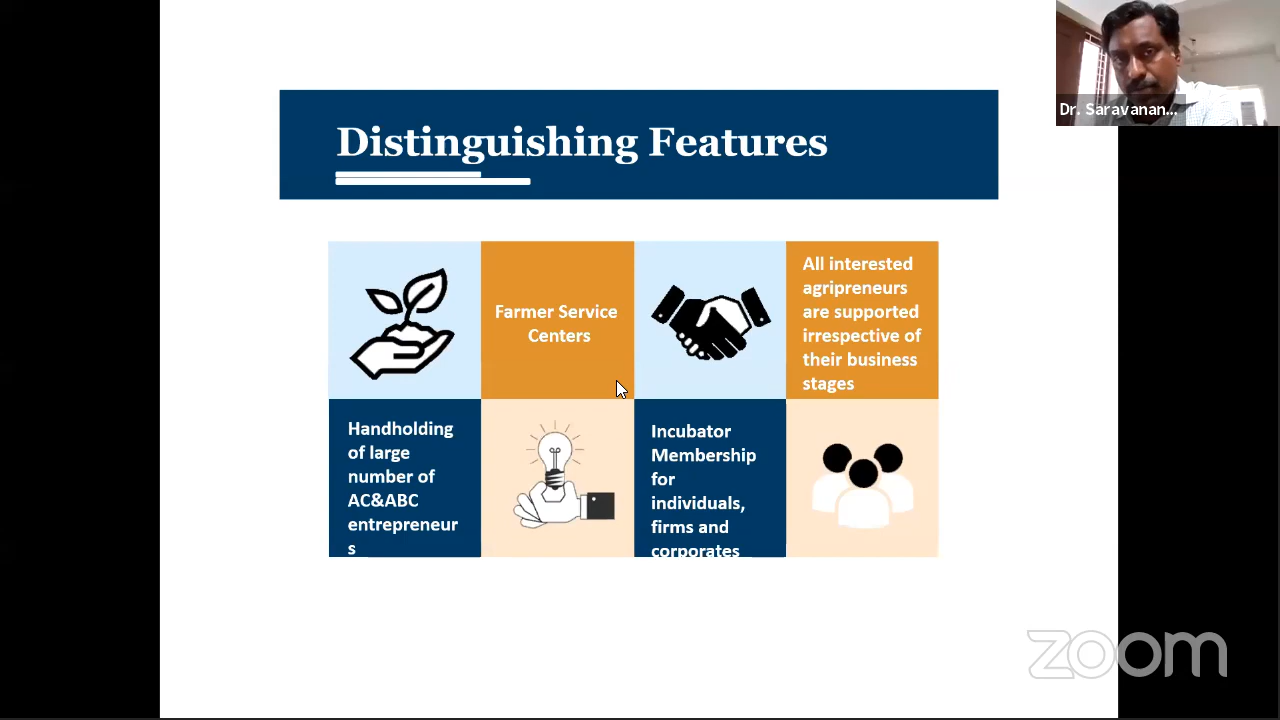 Dr. Saravanan...
Distinguishing Features
Farmer Service
Centers
All interested
agripreneurs
are supported
irrespective of
their business
stages
Handholding
of large
number of
AC&ABC
entrepreneur
s
Incubator
Membership
for
individuals,
firms and
corporates
zoom